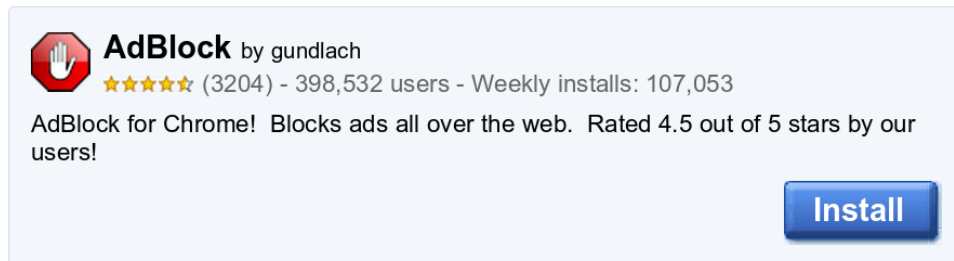 AdBlock by gundlach
(3204) - 398,532 users - Weekly installs: 107,053
AdBlock for Chrome!  Blocks ads all over the web.  Rated 4.5 out of 5 stars by our
users!
Install